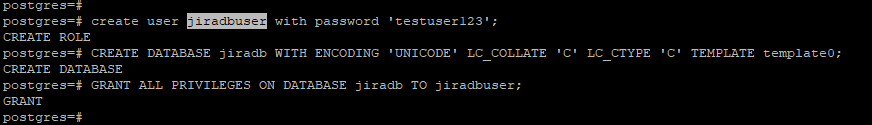 postgres=#
postgres=# create user jiradbuser with password 'testuser123';
CREATE ROLE
postgres=# CREATE DATABASE jiradb WITH ENCODING 'UNICODE' LC_COLLATE 'C' LC_CTYPE 'C' TEMPLATE template0;
CREATE DATABASE
postgres=# GRANT ALL PRIVILEGES ON DATABASE jiradb TO jiradbuser;
GRANT
postgres=#